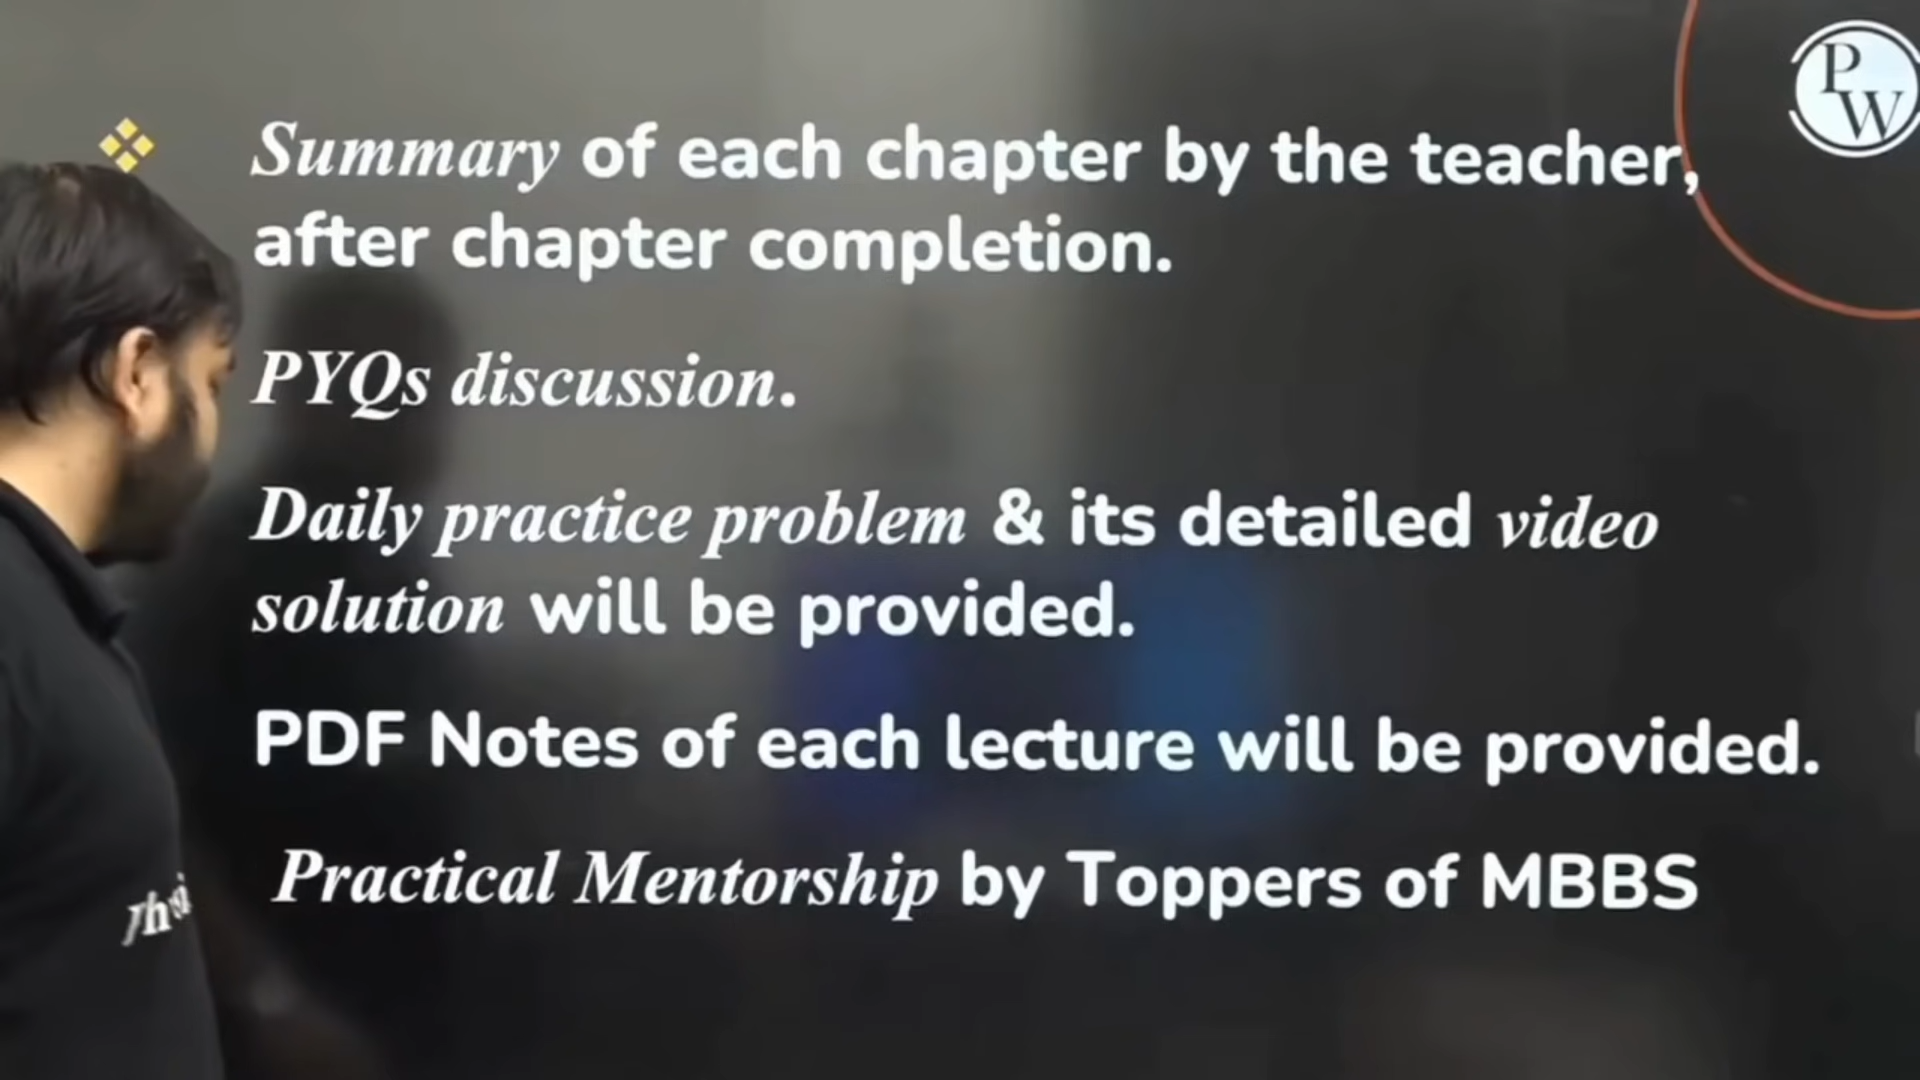 PW
Summary of each chapter by the teacher,
after chapter completion.
PYQs discussion.
Daily practice problem & its detailed video
solution will be provided.
PDF Notes of each lecture will be provided.
Practical Mentorship by Toppers of MBBS